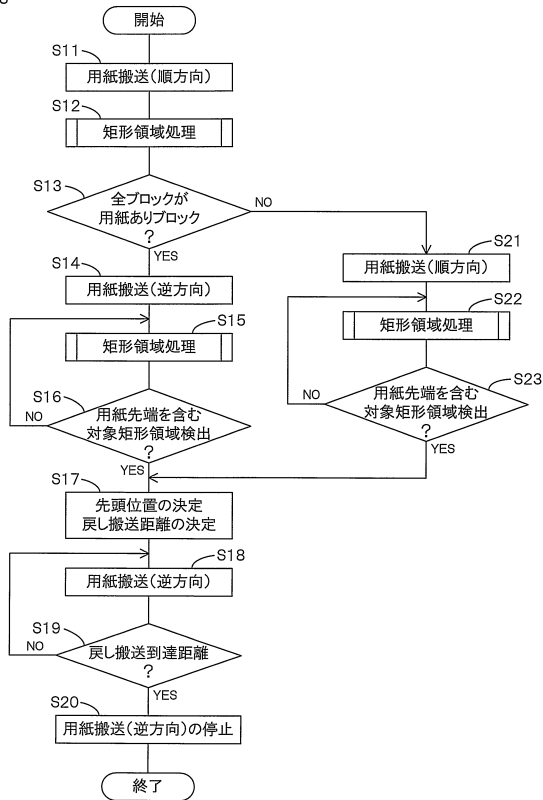 開始
S11
用紙搬送(順方向)
S12
矩形領域処理
S13
全ブロックが
用紙ありブロック
?
NO
YES
S14
用紙搬送(逆方向)
S15
矩形領域処理
S16
用紙先端を含む
対象矩形領域検出
?
NO
YES
S21
用紙搬送(順方向)
S22
矩形領域処理
S23
用紙先端を含む
対象矩形領域検出
?
NO
YES
S17
先頭位置の決定
戻し搬送距離の決定
S18
用紙搬送(逆方向)
S19
戻し搬送到達距離
?
NO
YES
S20
用紙搬送(逆方向)の停止
終了